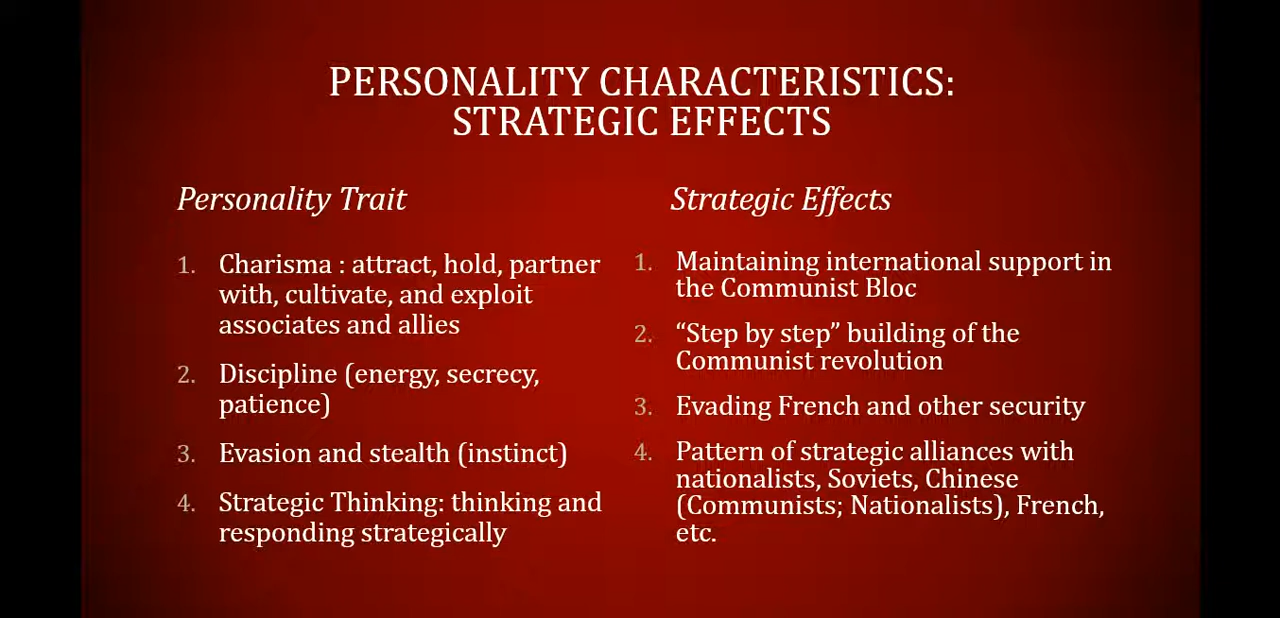 PERSONALITY CHARACTERISTICS:
STRATEGIC EFFECTS
Personality Trait
1. Charisma : attract, hold, partner
with, cultivate, and exploit
associates and allies
2. Discipline (energy, secrecy,
patience)
3. Evasion and stealth (instinct)
4. Strategic Thinking: thinking and
responding strategically
Strategic Effects
1. Maintaining international support in
the Communist Bloc
2. “Step by step” building of the
Communist revolution
3. Evading French and other security
4. Pattern of strategic alliances with
nationalists, Soviets, Chinese
(Communists; Nationalists), French,
etc.